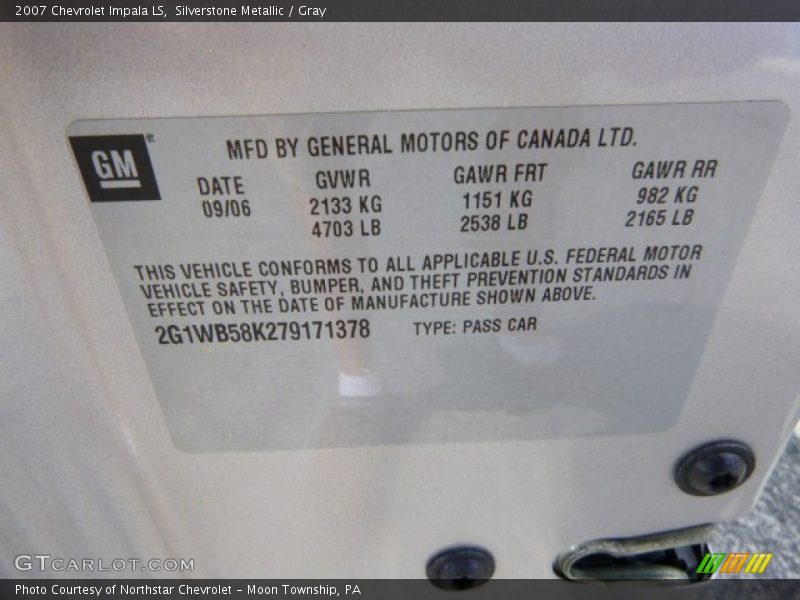 2007 Chevrolet Impala LS, Silverstone Metallic / Gray
GM
MFD BY GENERAL MOTORS OF CANADA LTD.
DATE GVWR GAWR FRT GAWR RR
09/06 2133 KG 1151 KG 982 KG
4703 LB 2538 LB 2165 LB
THIS VEHICLE CONFORMS TO ALL APPLICABLE U.S. FEDERAL MOTOR
VEHICLE SAFETY, BUMPER, AND THEFT PREVENTION STANDARDS IN
EFFECT ON THE DATE OF MANUFACTURE SHOWN ABOVE.
2G1WB58K279171378 TYPE: PASS CAR
GTCARLOT.COM
Photo Courtesy of Northstar Chevrolet - Moon Township, PA